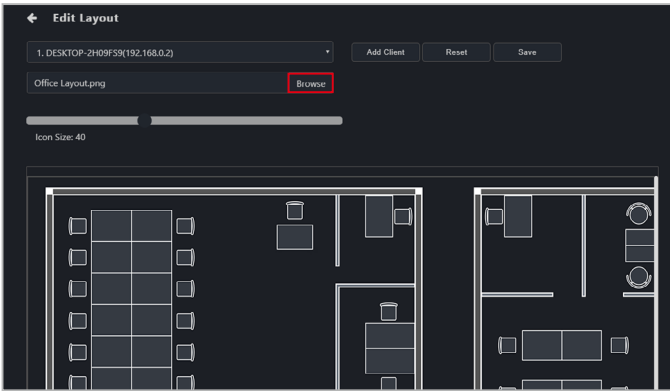 Edit Layout
1. DESKTOP-2H09FS9(192.168.0.2)
Add Client
Reset
Save
Office Layout.png
Browse
Icon Size: 40